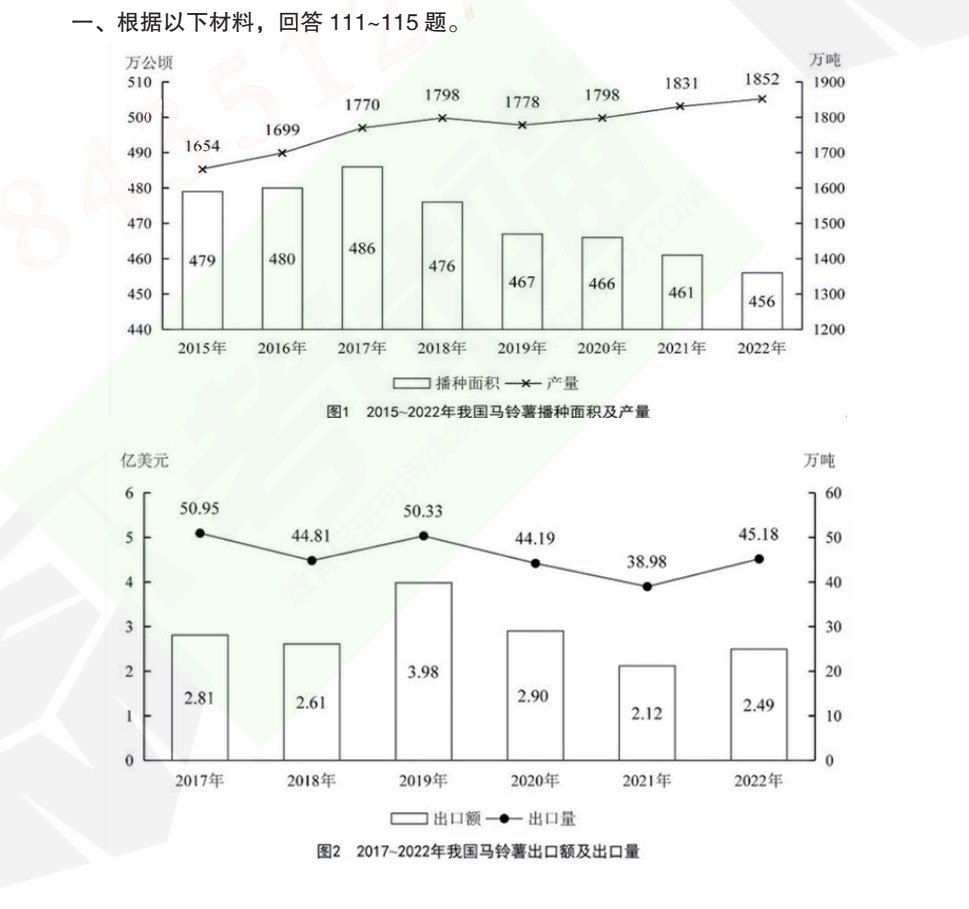 一、根据以下材料，回答 111~115 题。
万公顷 万吨
510 1900
500 1800
490 1700
480 1600
470 1500
460 1400
450 1300
440 1200
1654 1699 1770 1798 1778 1798 1831 1852
479 480 486 476 467 466 461 456
2015年 2016年 2017年 2018年 2019年 2020年 2021年 2022年
播种面积 产量
图1 2015~2022年我国马铃薯播种面积及产量
亿美元 万吨
6 60
5 50
4 40
3 30
2 20
1 10
0 0
50.95 44.81 50.33 44.19 38.98 45.18
2.81 2.61 3.98 2.90 2.12 2.49
2017年 2018年 2019年 2020年 2021年 2022年
出口额 出口量
图2 2017~2022年我国马铃薯出口额及出口量